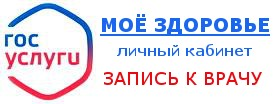 гос
услуги
МОЁ ЗДОРОВЬЕ
личный кабинет
ЗАПИСЬ К ВРАЧУ